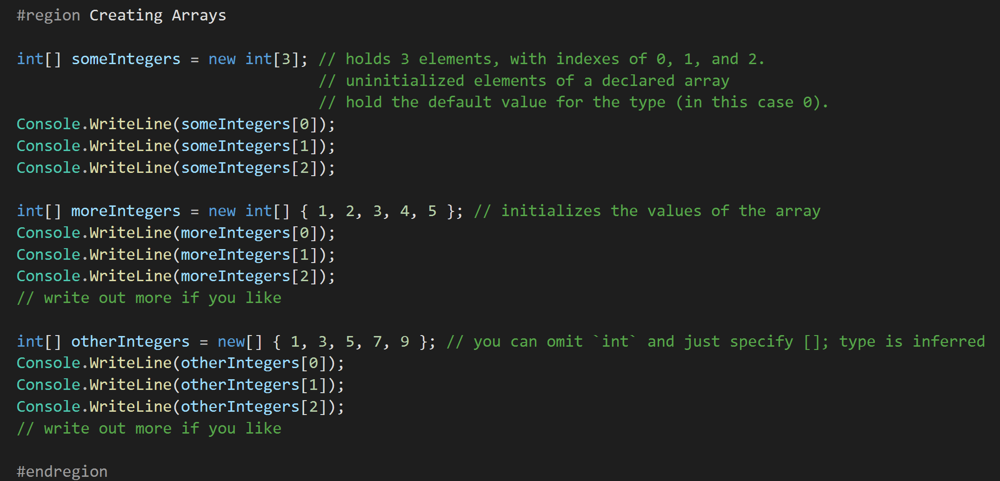 #region Creating Arrays
int[] someIntegers = new int[3]; // holds 3 elements, with indexes of 0, 1, and 2.
// uninitialized elements of a declared array
// hold the default value for the type (in this case 0).
Console.WriteLine(someIntegers[0]);
Console.WriteLine(someIntegers[1]);
Console.WriteLine(someIntegers[2]);
int[] moreIntegers = new int[] { 1, 2, 3, 4, 5 }; // initializes the values of the array
Console.WriteLine(moreIntegers[0]);
Console.WriteLine(moreIntegers[1]);
Console.WriteLine(moreIntegers[2]);
// write out more if you like
int[] otherIntegers = new[] { 1, 3, 5, 7, 9 }; // you can omit `int` and just specify []; type is inferred
Console.WriteLine(otherIntegers[0]);
Console.WriteLine(otherIntegers[1]);
Console.WriteLine(otherIntegers[2]);
// write out more if you like
#endregion